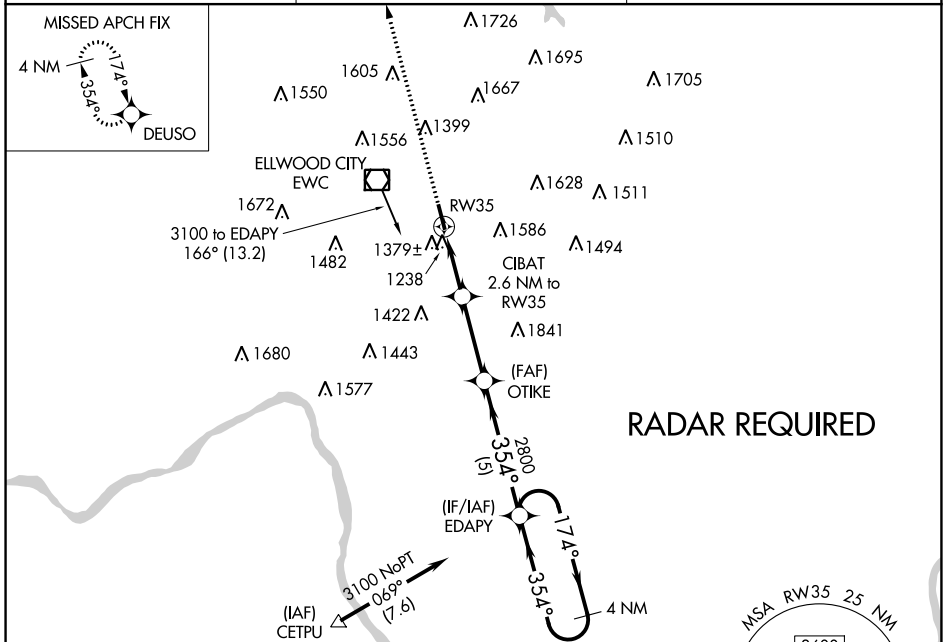 MISSED APCH FIX
4 NM
174°
354°
DEUSO
1726
1695
1605
1705
1550
1667
1399
1556
1510
ELLWOOD CITY
EWC
1628
1511
1672
RW35
3100 to EDAPY
166° (13.2)
1586
1494
1379±
1482
1238
CIBAT
2.6 NM to
RW35
1422
1841
1680
1443
(FAF)
OTIKE
1577
RADAR REQUIRED
2800
354°
(5)
(IF/IAF)
EDAPY
174°
354°
4 NM
3100 NoPT
069°
(7.6)
(IAF)
CETPU
MSA RW35 25 NM